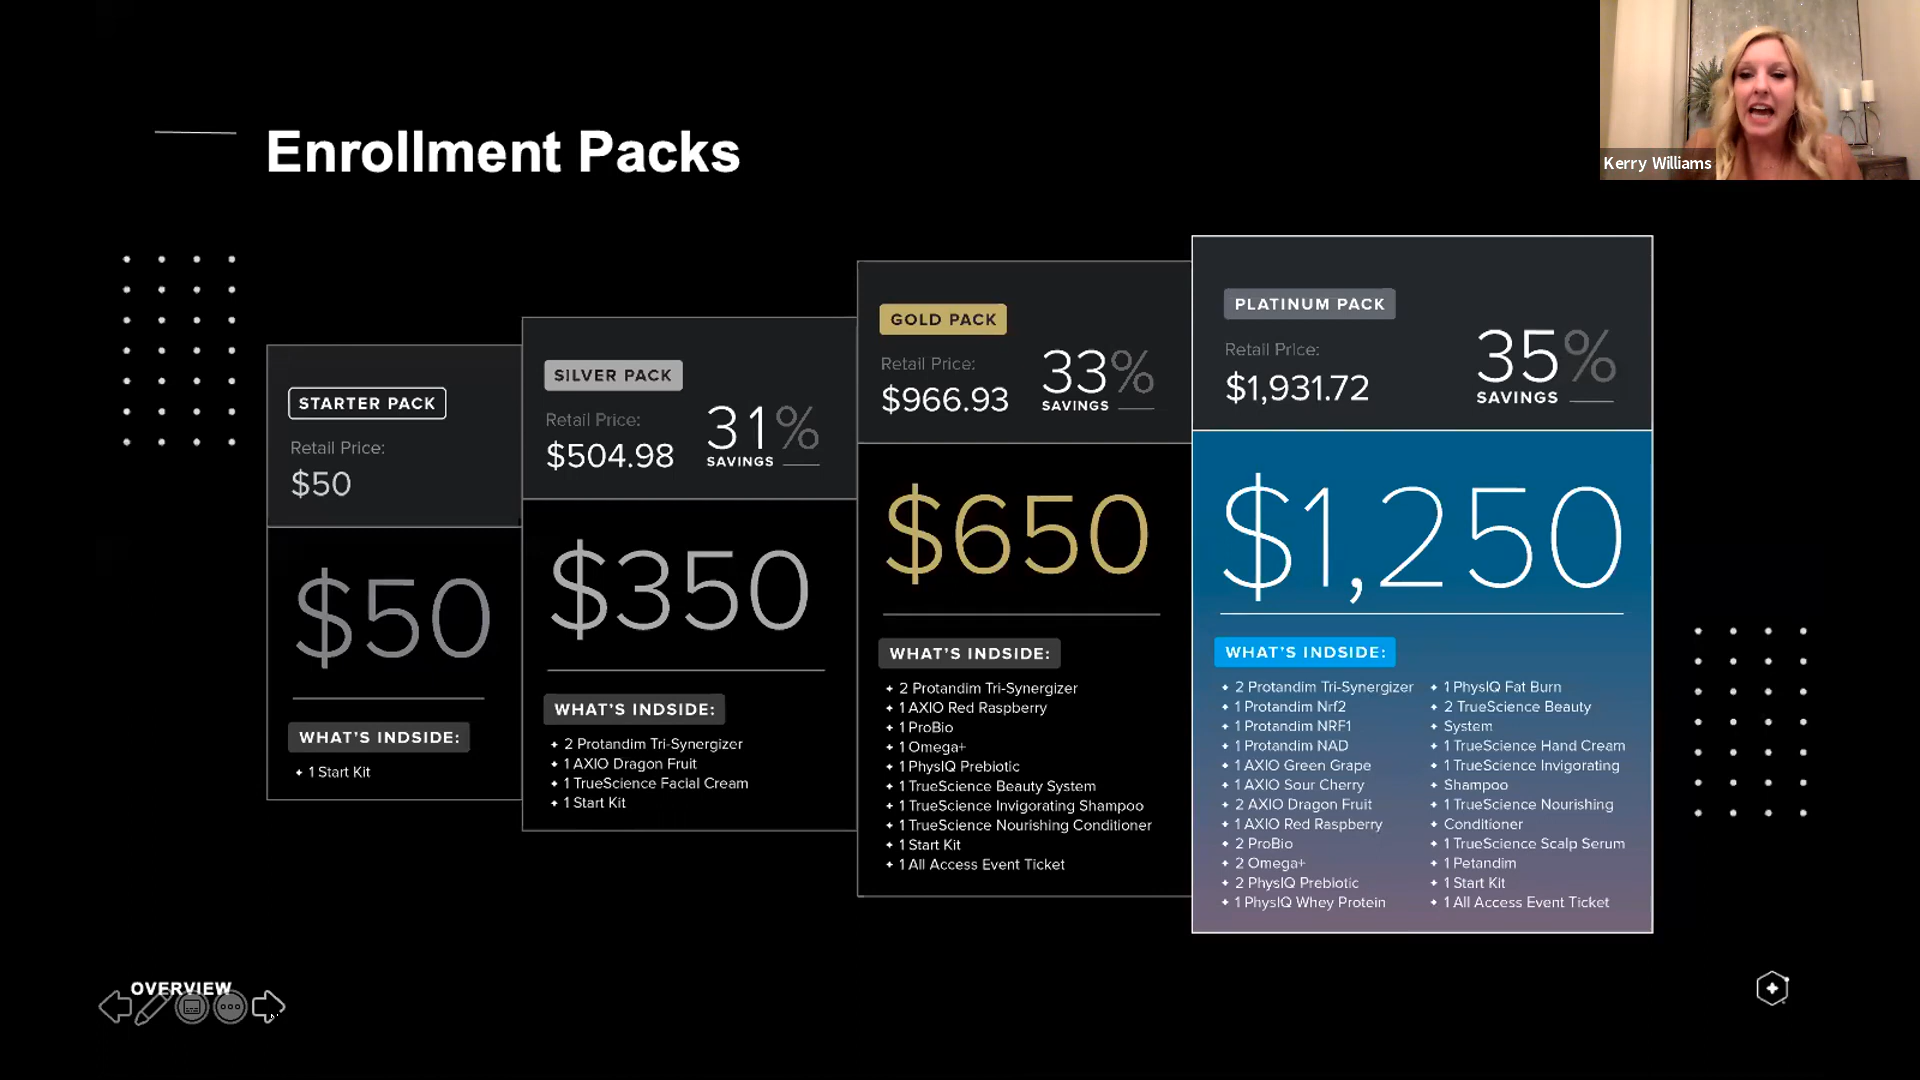 Enrollment Packs
Kerry Williams
STARTER PACK
Retail Price:
$50
$50
WHAT'S INDSIDE:
1 Start Kit
SILVER PACK
Retail Price:
$504.98
31%
SAVINGS
$350
WHAT'S INDSIDE:
2 Protandim Tri-Synergizer
1 AXIO Dragon Fruit
1 TrueScience Facial Cream
1 Start Kit
GOLD PACK
Retail Price:
$966.93
33%
SAVINGS
$650
WHAT'S INDSIDE:
2 Protandim Tri-Synergizer
1 AXIO Red Raspberry
1 ProBio
1 Omega+
1 PhysIQ Prebiotic
1 TrueScience Beauty System
1 TrueScience Invigorating Shampoo
1 TrueScience Nourishing Conditioner
1 Start Kit
1 All Access Event Ticket
PLATINUM PACK
Retail Price:
$1,931.72
35%
SAVINGS
$1,250
WHAT'S INDSIDE:
2 Protandim Tri-Synergizer
1 Protandim Nrf2
1 Protandim NRF1
1 Protandim NAD
1 AXIO Green Grape
1 AXIO Sour Cherry
2 AXIO Dragon Fruit
1 AXIO Red Raspberry
2 ProBio
2 Omega+
2 PhysIQ Prebiotic
1 PhysIQ Whey Protein
1 PhysIQ Fat Burn
2 TrueScience Beauty
System
1 TrueScience Hand Cream
1 TrueScience Invigorating
Shampoo
1 TrueScience Nourishing
Conditioner
1 TrueScience Scalp Serum
1 Petandim
1 Start Kit
1 All Access Event Ticket
OVERVIEW